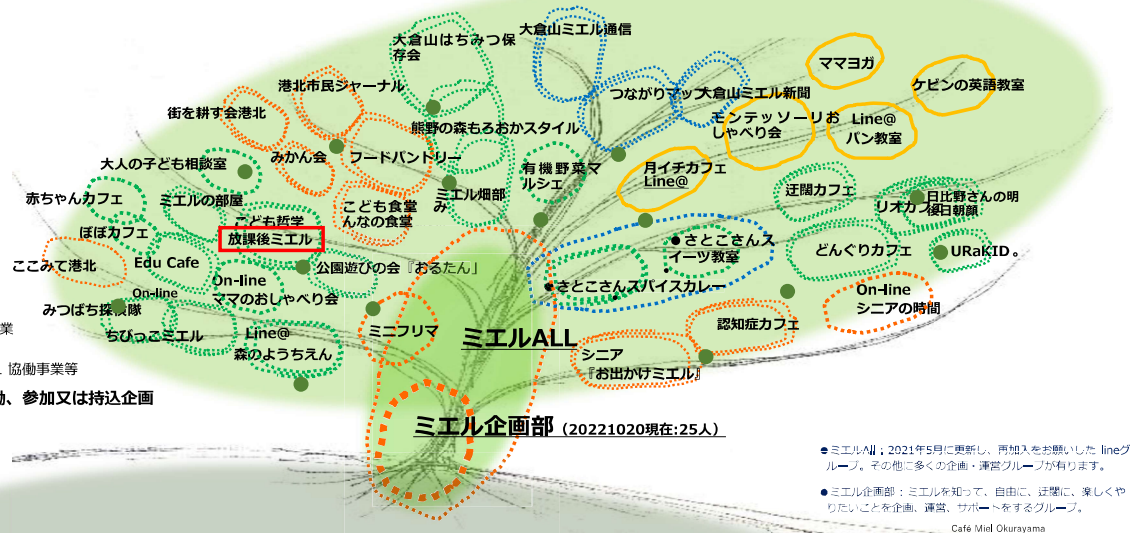 大倉山ミエル通信
大倉山はちみつ保
存会
ママヨガ
港北市民ジャーナル
つながりマップ
大倉山ミエル新聞
ケビンの英語教室
街を耕す会港北
熊野の森もろおかスタイル
モンテッソーリお
しゃべり会
Line@
パン教室
大人の子ども相談室
みかん会
フードパントリー
有機野菜マ
ルシェ
月イチカフェ
Line@
赤ちゃんカフェ
ミエルの部屋
こども食堂
みんなの食堂
ミエル畑部
迂闊カフェ
リオカフェ
日比野さんの明
後日朝顔
ぽぽカフェ
こども哲学
放課後ミエル
●さとこさんス
イーツ教室
どんぐりカフェ
URaKID。
ここみて港北
Edu Cafe
On-line
ママのおしゃべり会
公園遊びの会『おるたん」
●さとこさんスパイスカレー
On-line
シニアの時間
On-line
みつばち探検隊
ちびっこミエル
Line@
森のようちえん
ミニフリマ
ミエルALL
認知症カフェ
業
シニア
『お出かけミエル』
協働事業等
、参加又は持込企画
ミエル企画部（20221020現在:25人）
●ミエルAll；2021年5月に更新し、再加入をお願いした lineグ
ループ。その他に多くの企画・運営グループが有ります。
●ミエル企画部：ミエルを知って、自由に、迂闊に、楽しくや
りたいことを企画、運営、サポートをするグループ。
Café Miel Okurayama